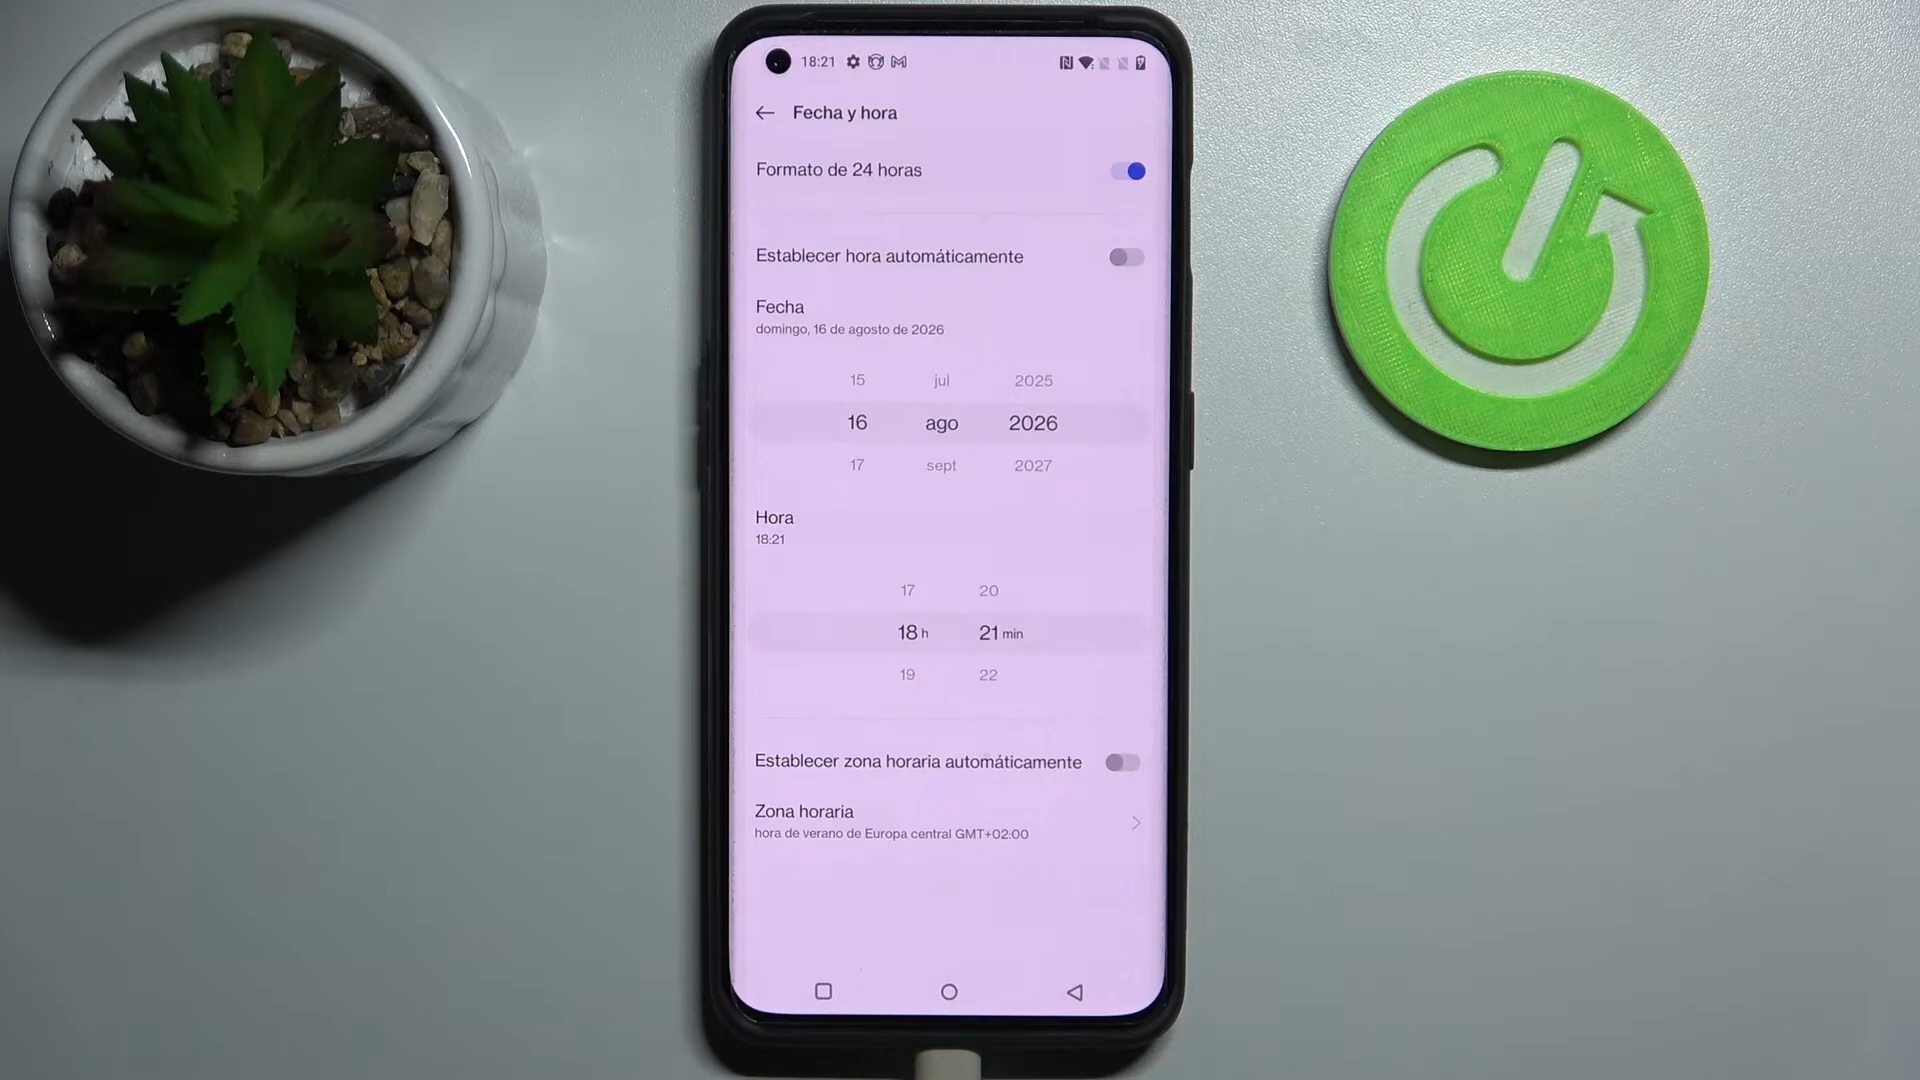 18:21
Fecha y hora
Formato de 24 horas
Establecer hora automáticamente
Fecha
domingo, 16 de agosto de 2026
15 jul 2025
16 ago 2026
17 sept 2027
Hora
18:21
17 20
18 h 21 min
19 22
Establecer zona horaria automáticamente
Zona horaria
hora de verano de Europa central GMT+02:00